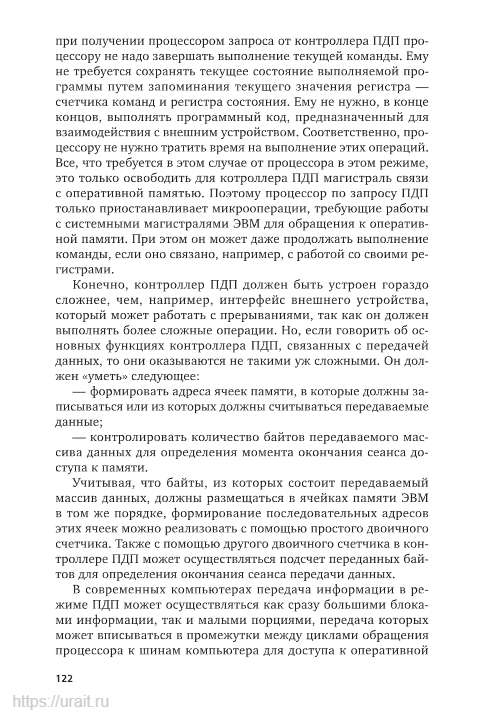 при получении процессором запроса от контроллера ПДП про-
цессору не надо завершать выполнение текущей команды. Ему
не требуется сохранять текущее состояние выполняемой про-
граммы путем запоминания текущего значения регистра —
счетчика команд и регистра состояния. Ему не нужно, в конце
концов, выполнять программный код, предназначенный для
взаимодействия с внешним устройством. Соответственно, про-
цессору не нужно тратить время на выполнение этих операций.
Все, что требуется в этом случае от процессора в этом режиме,
это только освободить для котроллера ПДП магистраль связи
с оперативной памятью. Поэтому процессор по запросу ПДП
только приостанавливает микрооперации, требующие работы
с системными магистралями ЭВМ для обращения к оператив-
ной памяти. При этом он может даже продолжать выполнение
команды, если оно связано, например, с работой со своими ре-
гистрами.
Конечно, контроллер ПДП должен быть устроен гораздо
сложнее, чем, например, интерфейс внешнего устройства,
который может работать с прерываниями, так как он должен
выполнять более сложные операции. Но, если говорить об ос-
новных функциях контроллера ПДП, связанных с передачей
данных, то они оказываются не такими уж сложными. Он дол-
жен «уметь» следующее:
— формировать адреса ячеек памяти, в которые должны за-
писываться или из которых должны считываться передаваемые
данные;
— контролировать количество байтов передаваемого мас-
сива данных для определения момента окончания сеанса до-
ступа к памяти.
Учитывая, что байты, из которых состоит передаваемый
массив данных, должны размещаться в ячейках памяти ЭВМ
в том же порядке, формирование последовательных адресов
этих ячеек можно реализовать с помощью простого двоичного
счетчика. Также с помощью другого двоичного счетчика в кон-
троллере ПДП может осуществляться подсчет переданных бай-
тов для определения окончания сеанса передачи данных.
В современных компьютерах передача информации в ре-
жиме ПДП может осуществляться как сразу большими блока-
ми информации, так и малыми порциями, передача которых
может вписываться в промежутки между циклами обращения
процессора к шинам компьютера для доступа к оперативной
122
https://urait.ru